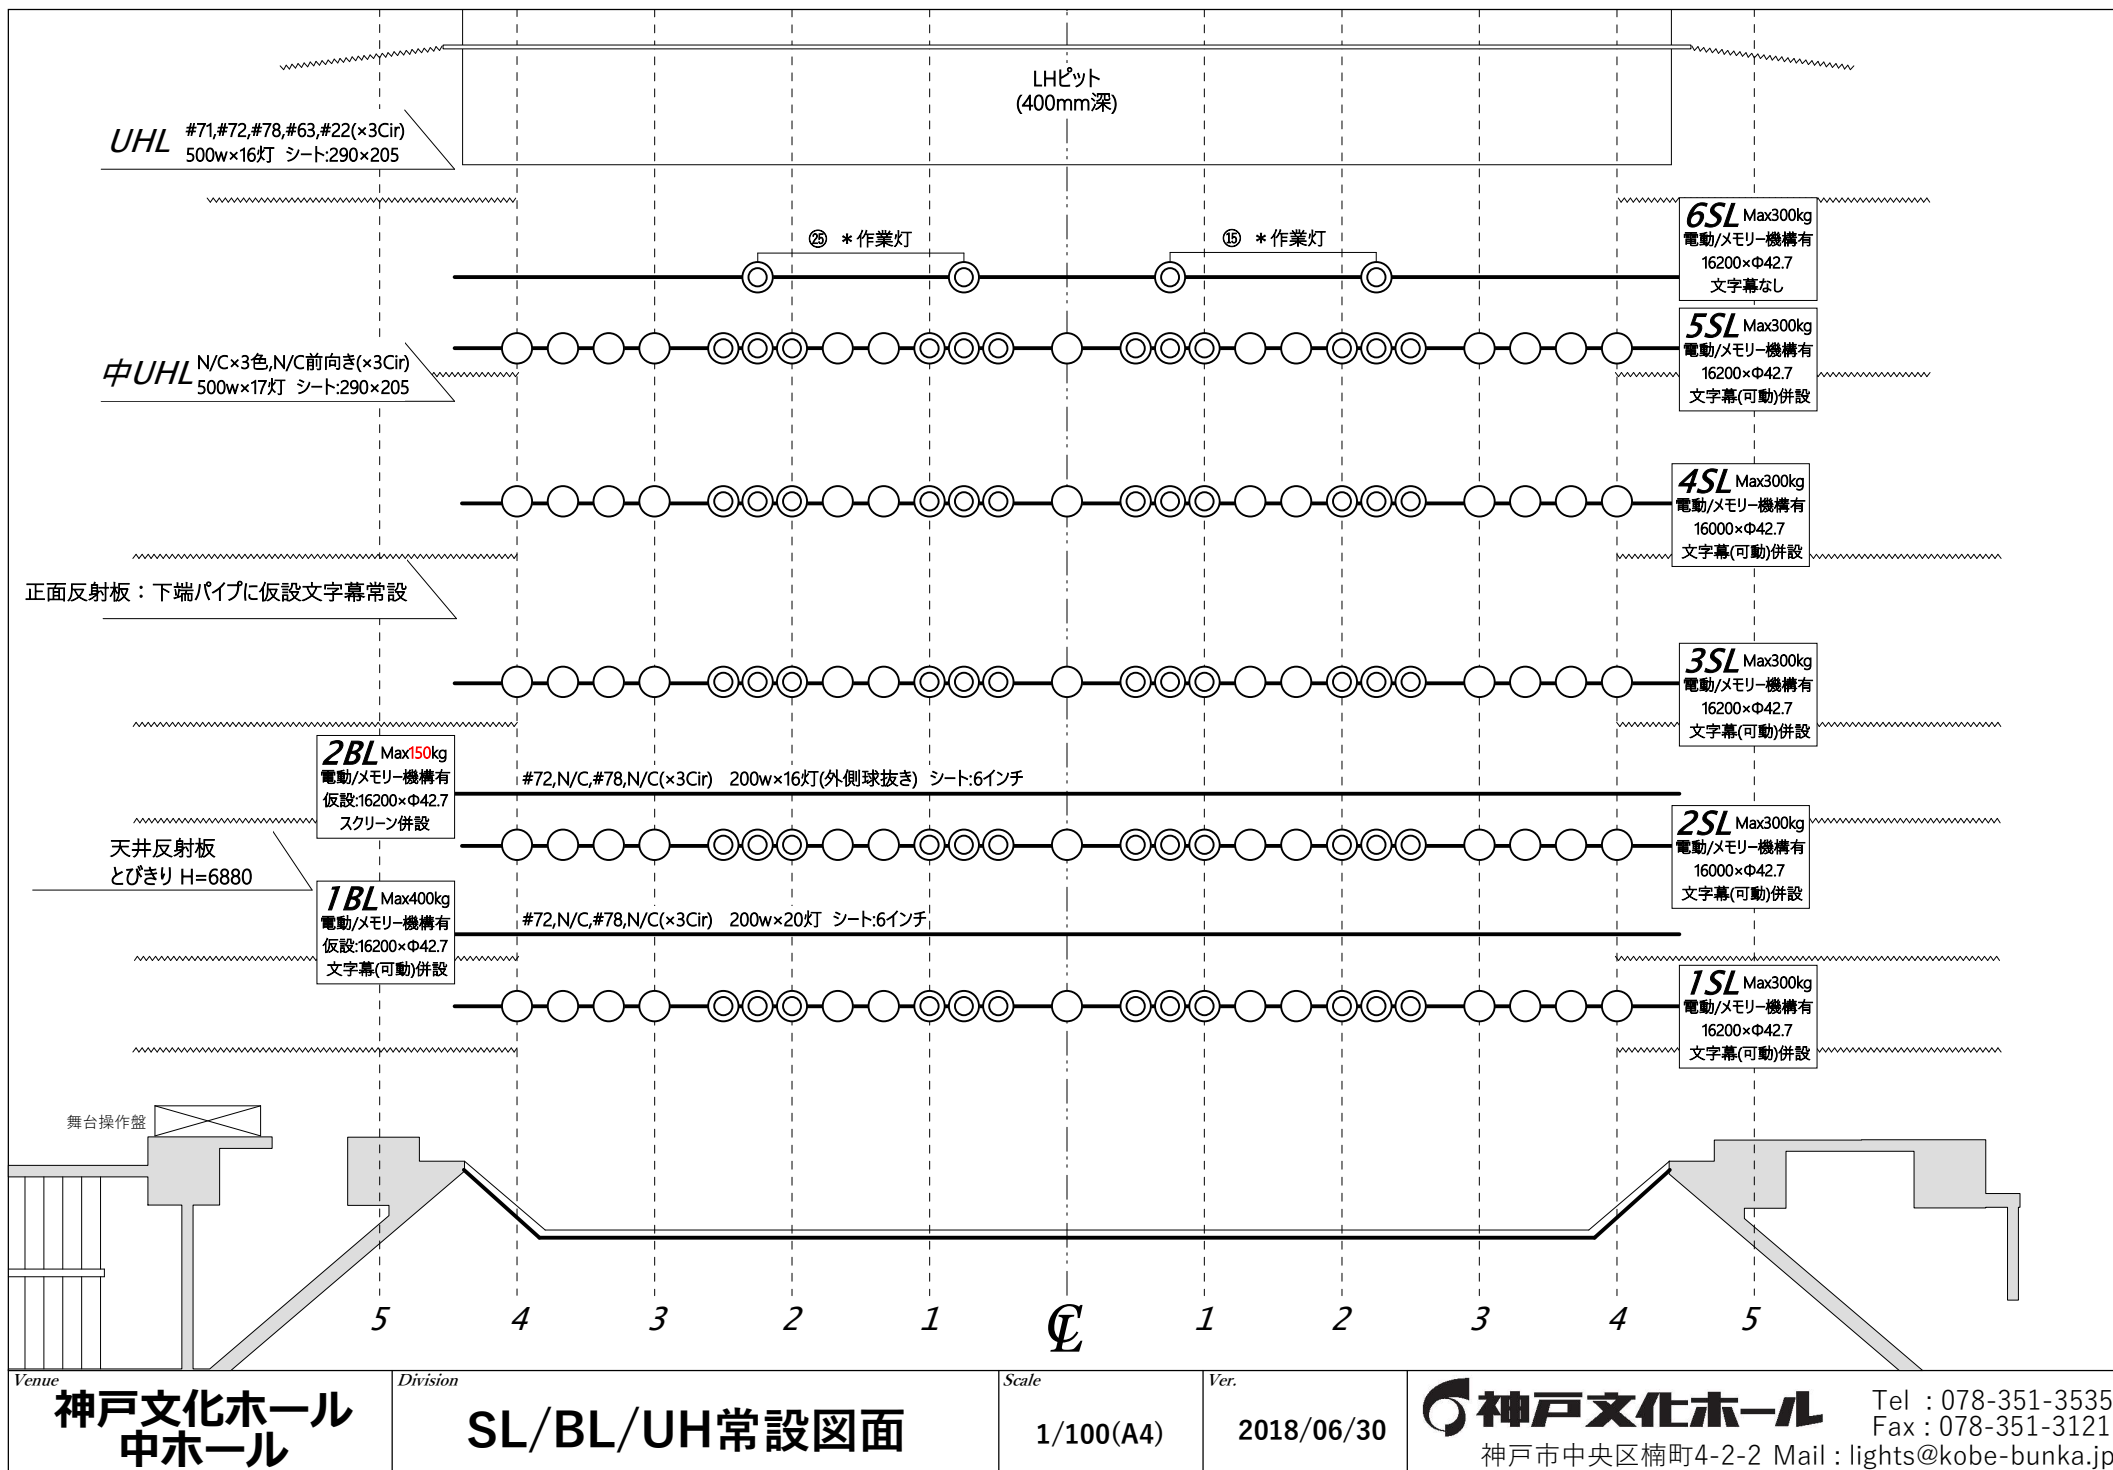 LHピット
(400mm深)
UHL #71,#72,#78,#63,#22(×3Cir)
500w×16灯 シート:290×205
㉕ *作業灯
⑮ *作業灯
6SL Max300kg
電動/メモリー機構有
16200×Φ42.7
文字幕なし
中UHL N/C×3色,N/C前向き(×3Cir)
500w×17灯 シート:290×205
5SL Max300kg
電動/メモリー機構有
16200×Φ42.7
文字幕(可動)併設
4SL Max300kg
電動/メモリー機構有
16000×Φ42.7
文字幕(可動)併設
正面反射板：下端パイプに仮設文字幕常設
3SL Max300kg
電動/メモリー機構有
16200×Φ42.7
文字幕(可動)併設
2BL Max150kg
電動/メモリー機構有
仮設:16200×Φ42.7
スクリーン併設
#72,N/C,#78,N/C(×3Cir) 200w×16灯(外側球抜き) シート:6インチ
2SL Max300kg
電動/メモリー機構有
16000×Φ42.7
文字幕(可動)併設
天井反射板
とびきり H=6880
1BL Max400kg
電動/メモリー機構有
仮設:16200×Φ42.7
文字幕(可動)併設
#72,N/C,#78,N/C(×3Cir) 200w×20灯 シート:6インチ
1SL Max300kg
電動/メモリー機構有
16200×Φ42.7
文字幕(可動)併設
舞台操作盤
5 4 3 2 1 CL 1 2 3 4 5
Venue
神戸文化ホール
中ホール
Division
SL/BL/UH常設図面
Scale
1/100(A4)
Ver.
2018/06/30
神戸文化ホール
Tel : 078-351-3535
Fax : 078-351-3121
神戸市中央区楠町4-2-2 Mail : lights@kobe-bunka.jp